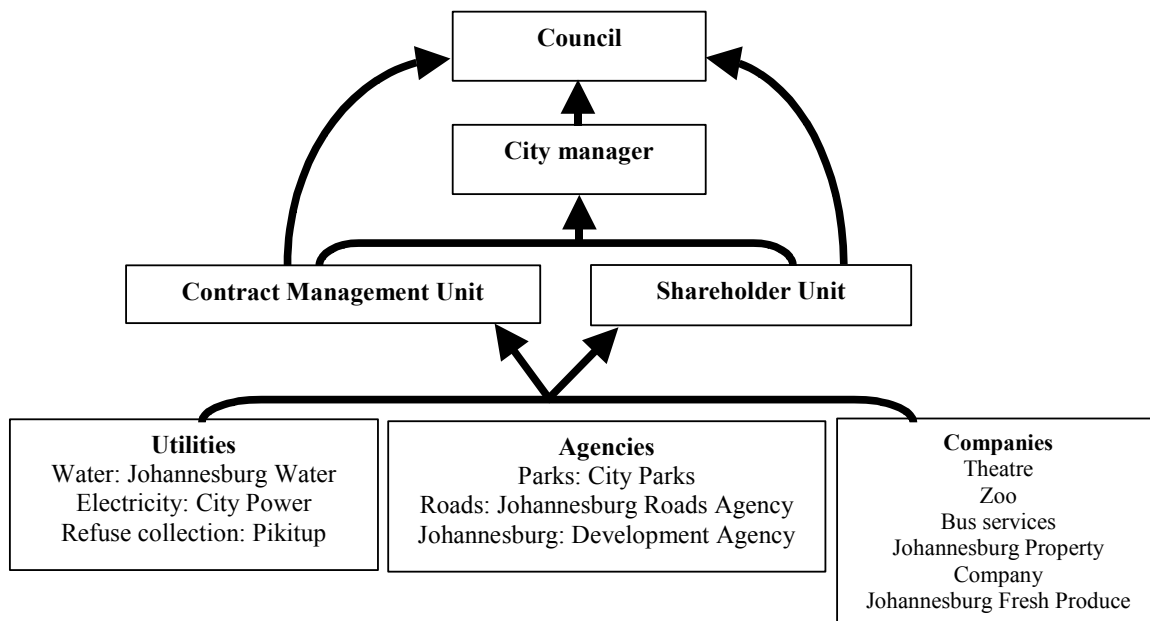 Council
City manager
Contract Management Unit
Shareholder Unit
Utilities
Water: Johannesburg Water
Electricity: City Power
Refuse collection: Pikitup
Agencies
Parks: City Parks
Roads: Johannesburg Roads Agency
Johannesburg: Development Agency
Companies
Theatre
Zoo
Bus services
Johannesburg Property
Company
Johannesburg Fresh Produce